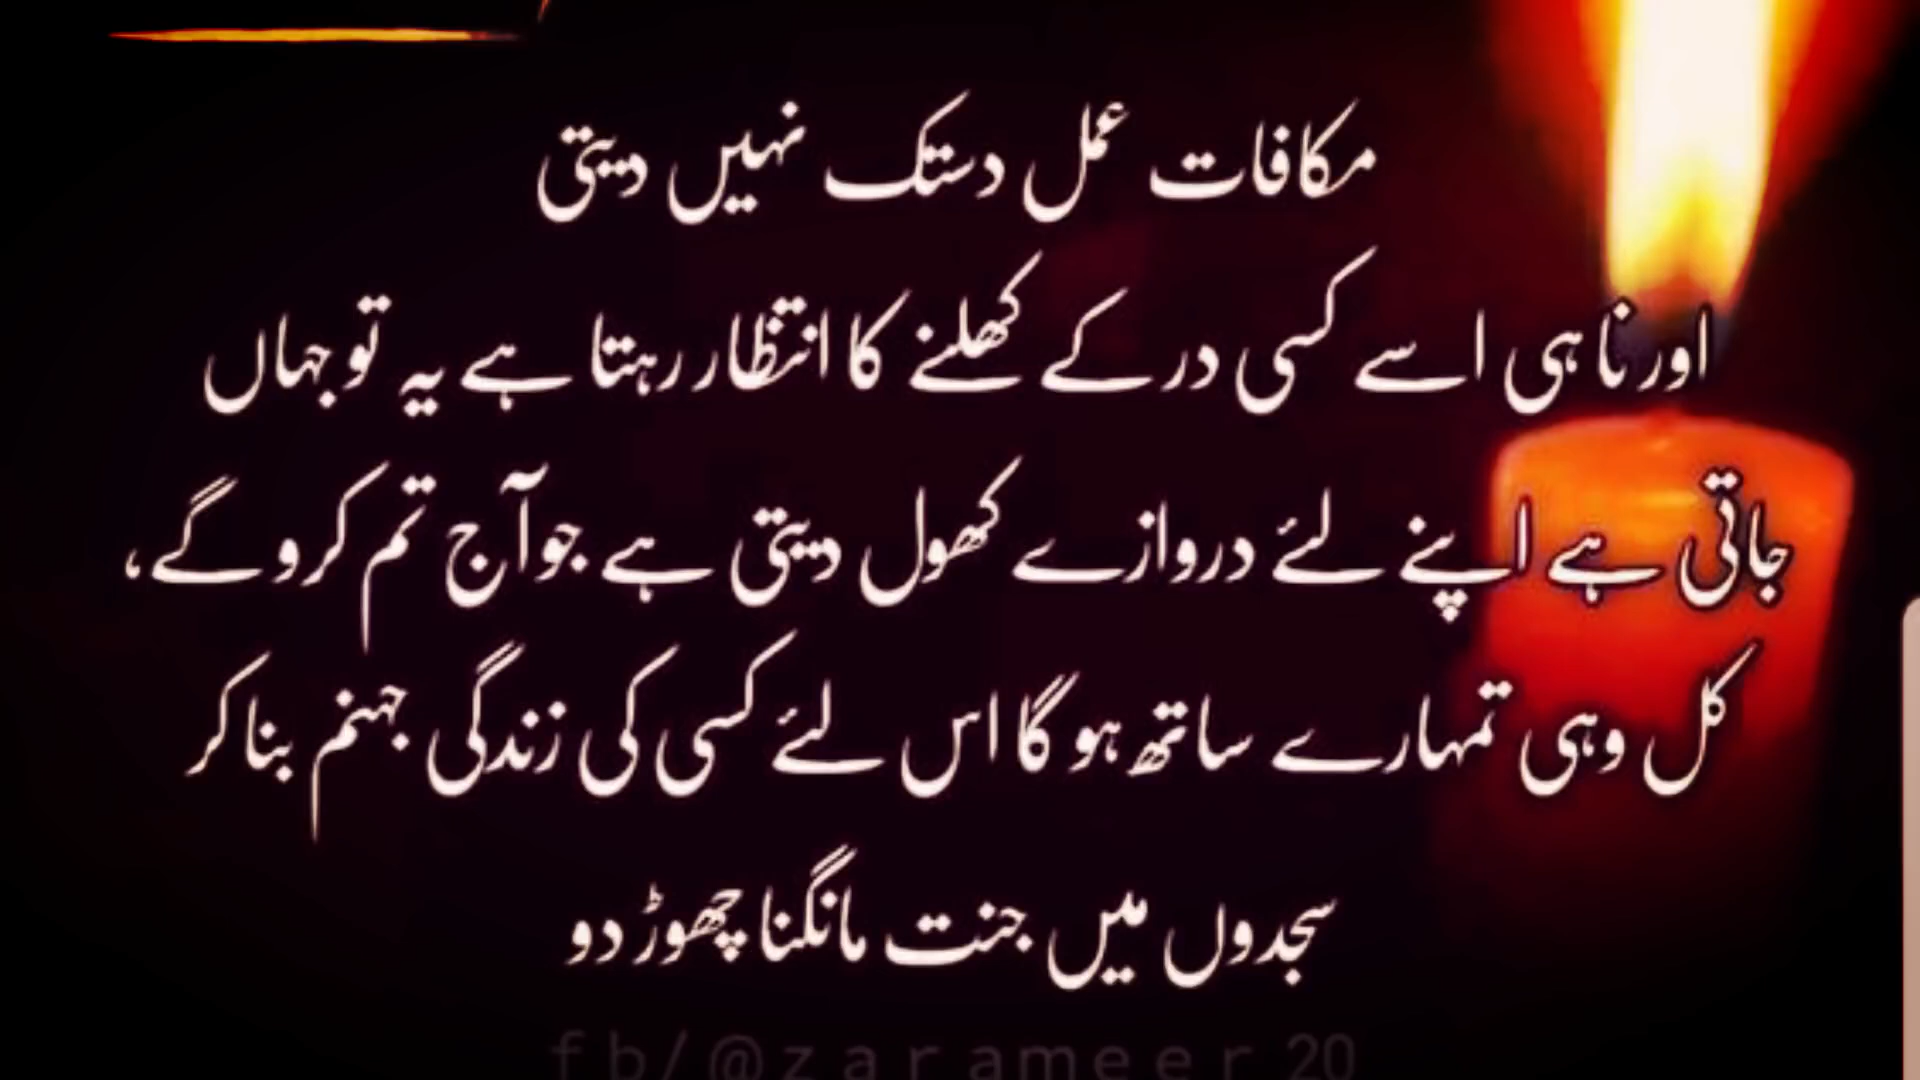 مکافات عمل دستک نہیں دیتی
اور نا ہی اسے کسی در کے کھلنے کا انتظار رہتا ہے یہ تو جہاں
جاتی ہے اپنے لئے دروازے کھول دیتی ہے جو آج تم کرو گے،
کل وہی تمہارے ساتھ ہو گا اس لئے کسی کی زندگی جہنم بنا کر
سجدوں میں جنت مانگنا چھوڑ دو
fb/@zarameer 20